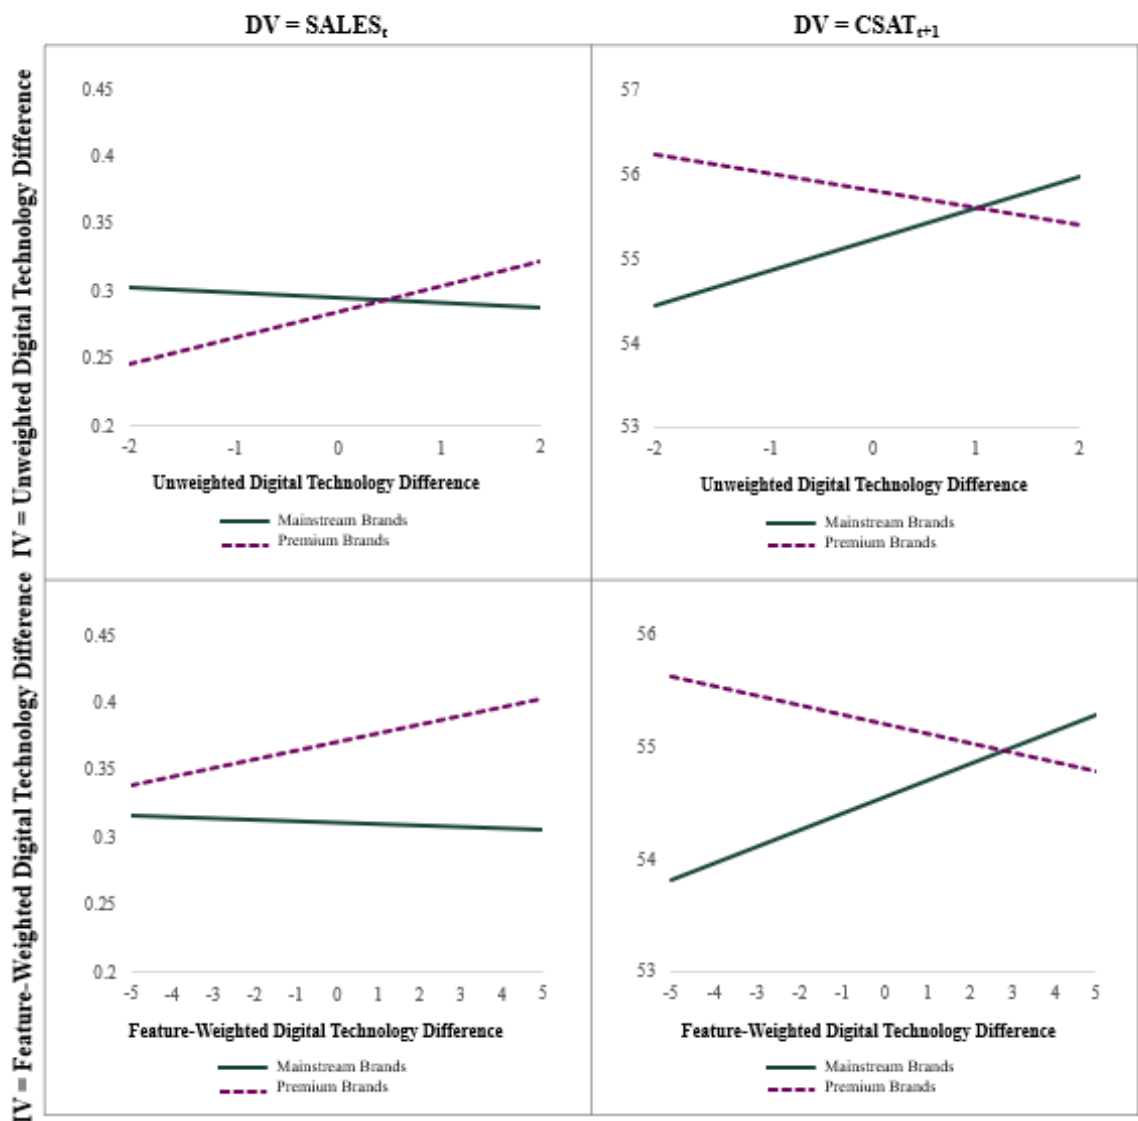 DV = SALESt
DV = CSATt+1
IV = Unweighted Digital Technology Difference
0.45
0.4
0.35
0.3
0.25
0.2
-2 -1 0 1 2
Unweighted Digital Technology Difference
Mainstream Brands
Premium Brands
57
56
55
54
53
-2 -1 0 1 2
Unweighted Digital Technology Difference
Mainstream Brands
Premium Brands
IV = Feature-Weighted Digital Technology Difference
0.45
0.4
0.35
0.3
0.25
0.2
-5 -4 -3 -2 -1 0 1 2 3 4 5
Feature-Weighted Digital Technology Difference
Mainstream Brands
Premium Brands
56
55
54
53
-5 -4 -3 -2 -1 0 1 2 3 4 5
Feature-Weighted Digital Technology Difference
Mainstream Brands
Premium Brands